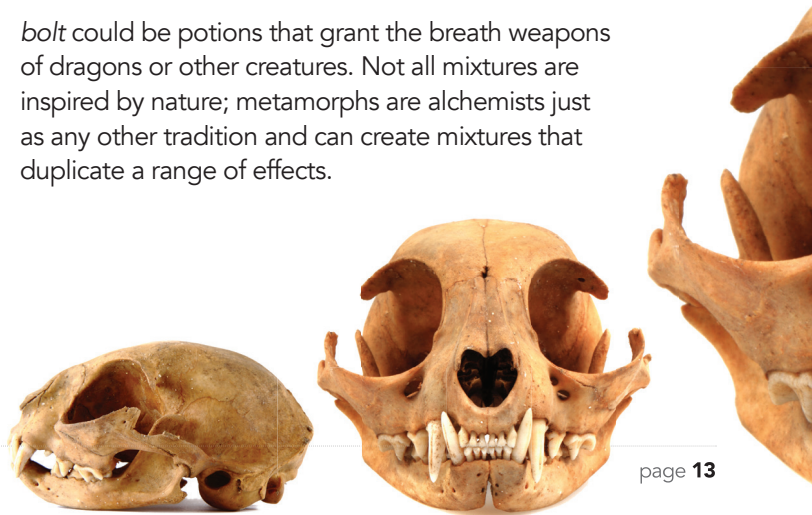 bolt could be potions that grant the breath weapons
of dragons or other creatures. Not all mixtures are
inspired by nature; metamorphs are alchemists just
as any other tradition and can create mixtures that
duplicate a range of effects.
page 13